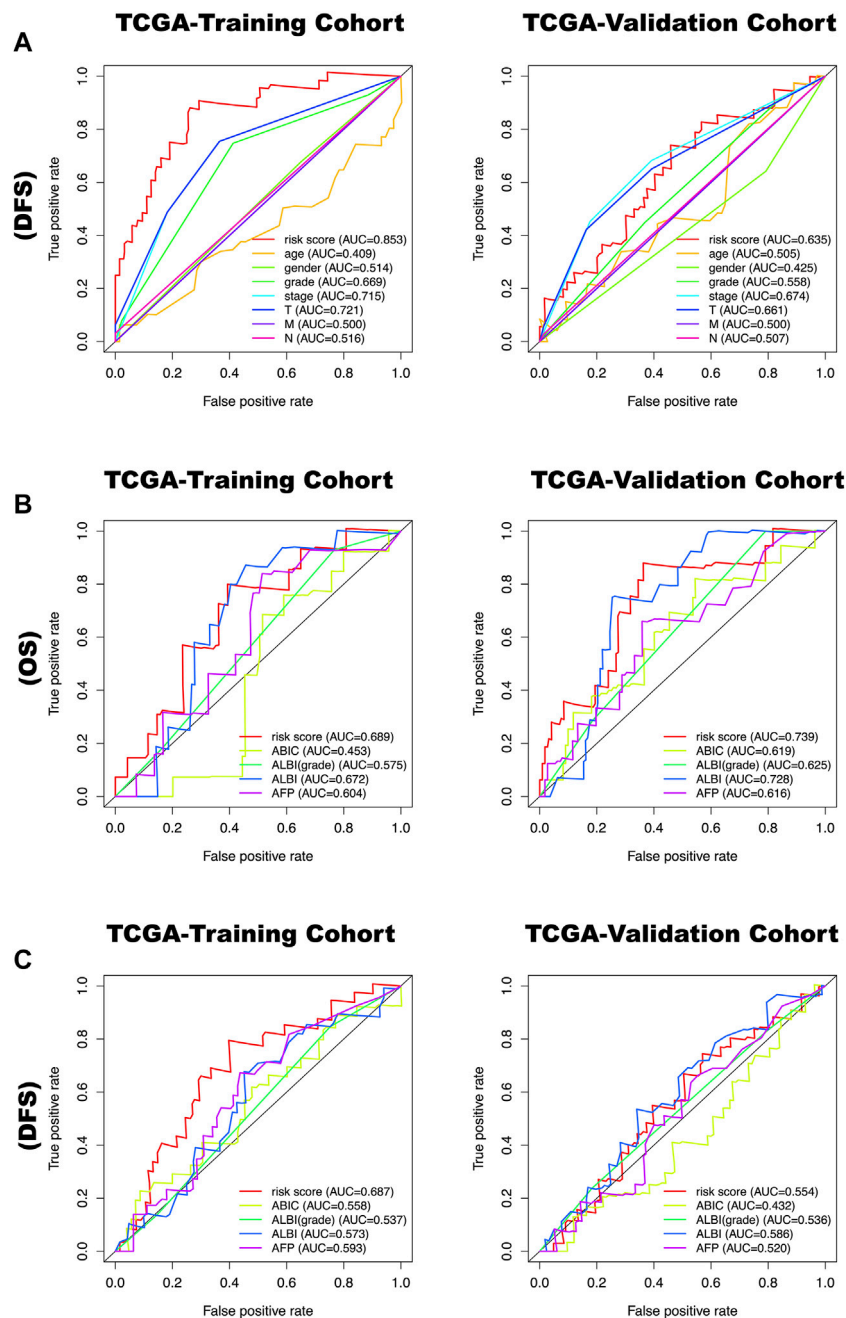 A
TCGA-Training Cohort
TCGA-Validation Cohort
(DFS)
True positive rate
0.0 0.2 0.4 0.6 0.8 1.0
risk score (AUC=0.853)
age (AUC=0.409)
gender (AUC=0.514)
grade (AUC=0.669)
stage (AUC=0.715)
T (AUC=0.721)
M (AUC=0.500)
N (AUC=0.516)
0.0 0.2 0.4 0.6 0.8 1.0
False positive rate
True positive rate
0.0 0.2 0.4 0.6 0.8 1.0
risk score (AUC=0.635)
age (AUC=0.505)
gender (AUC=0.425)
grade (AUC=0.558)
stage (AUC=0.674)
T (AUC=0.661)
M (AUC=0.500)
N (AUC=0.507)
0.0 0.2 0.4 0.6 0.8 1.0
False positive rate
B
TCGA-Training Cohort
TCGA-Validation Cohort
(OS)
True positive rate
0.0 0.2 0.4 0.6 0.8 1.0
risk score (AUC=0.689)
ABIC (AUC=0.453)
ALBI(grade) (AUC=0.575)
ALBI (AUC=0.672)
AFP (AUC=0.604)
0.0 0.2 0.4 0.6 0.8 1.0
False positive rate
True positive rate
0.0 0.2 0.4 0.6 0.8 1.0
risk score (AUC=0.739)
ABIC (AUC=0.619)
ALBI(grade) (AUC=0.625)
ALBI (AUC=0.728)
AFP (AUC=0.616)
0.0 0.2 0.4 0.6 0.8 1.0
False positive rate
C
TCGA-Training Cohort
TCGA-Validation Cohort
(DFS)
True positive rate
0.0 0.2 0.4 0.6 0.8 1.0
risk score (AUC=0.687)
ABIC (AUC=0.558)
ALBI(grade) (AUC=0.537)
ALBI (AUC=0.573)
AFP (AUC=0.593)
0.0 0.2 0.4 0.6 0.8 1.0
False positive rate
True positive rate
0.0 0.2 0.4 0.6 0.8 1.0
risk score (AUC=0.554)
ABIC (AUC=0.432)
ALBI(grade) (AUC=0.536)
ALBI (AUC=0.586)
AFP (AUC=0.520)
0.0 0.2 0.4 0.6 0.8 1.0
False positive rate